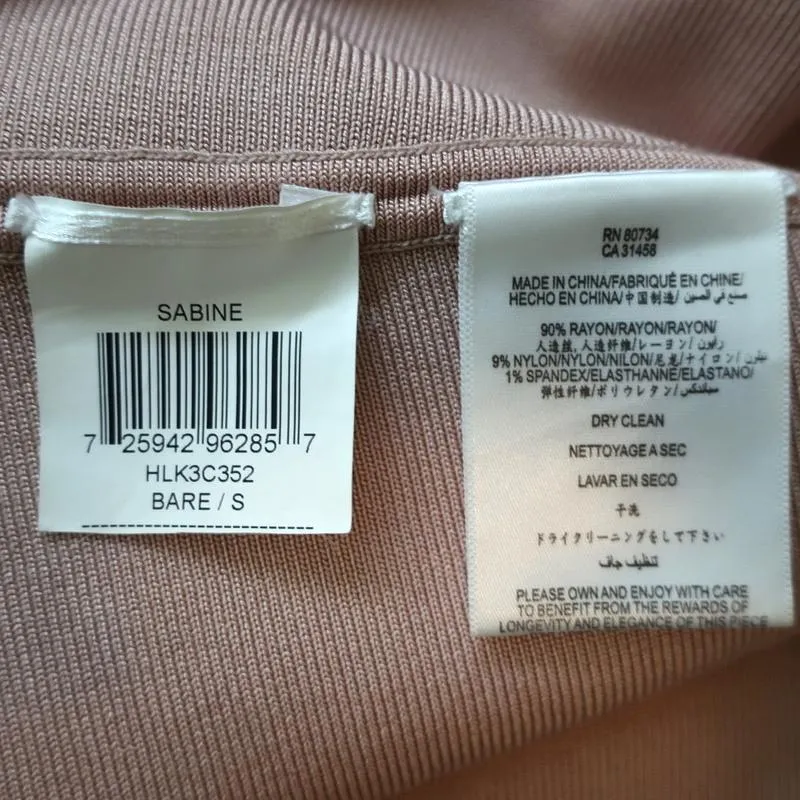 SABINE
7 25942 96285 7
HLK3C352
BARE / S
RN 80734
CA 31458
MADE IN CHINA/FABRIQUÉ EN CHINE/
HECHO EN CHINA/中国制造/ صنع في الصين
90% RAYON/RAYON/RAYON/
人造丝, 人造纤维/レーヨン/ رايون
9% NYLON/NYLON/NILON/尼龙/ナイロン/ نيلون
1% SPANDEX/ELASTHANNE/ELASTANO/
弹性纤维/ポリウレタン/ سباندكس
DRY CLEAN
NETTOYAGE A SEC
LAVAR EN SECO
干洗
ドライクリーニングをして下さい
تنظيف جاف
PLEASE OWN AND ENJOY WITH CARE
TO BENEFIT FROM THE REWARDS OF
LONGEVITY AND ELEGANCE OF THIS PIECE